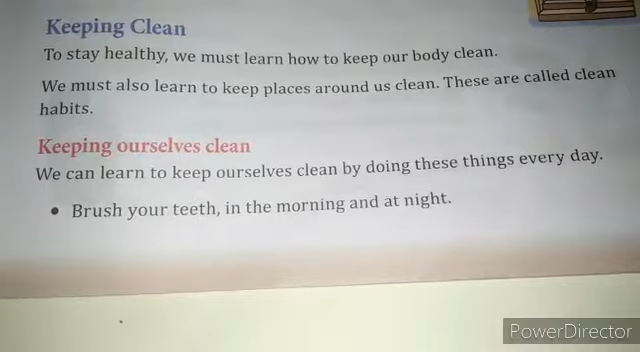 Keeping Clean
To stay healthy, we must learn how to keep our body clean.
We must also learn to keep places around us clean. These are called clean
habits.
Keeping ourselves clean
We can learn to keep ourselves clean by doing these things every day.
• Brush your teeth, in the morning and at night.
PowerDirector